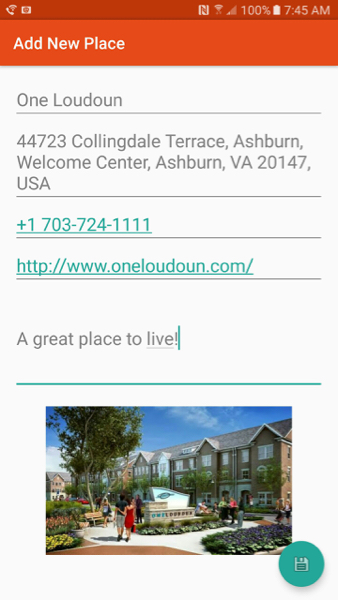 100% 7:45 AM
Add New Place
One Loudoun
44723 Collingdale Terrace, Ashburn,
Welcome Center, Ashburn, VA 20147,
USA
+1 703-724-1111
http://www.oneloudoun.com/
A great place to live!
ONELOUDOUN